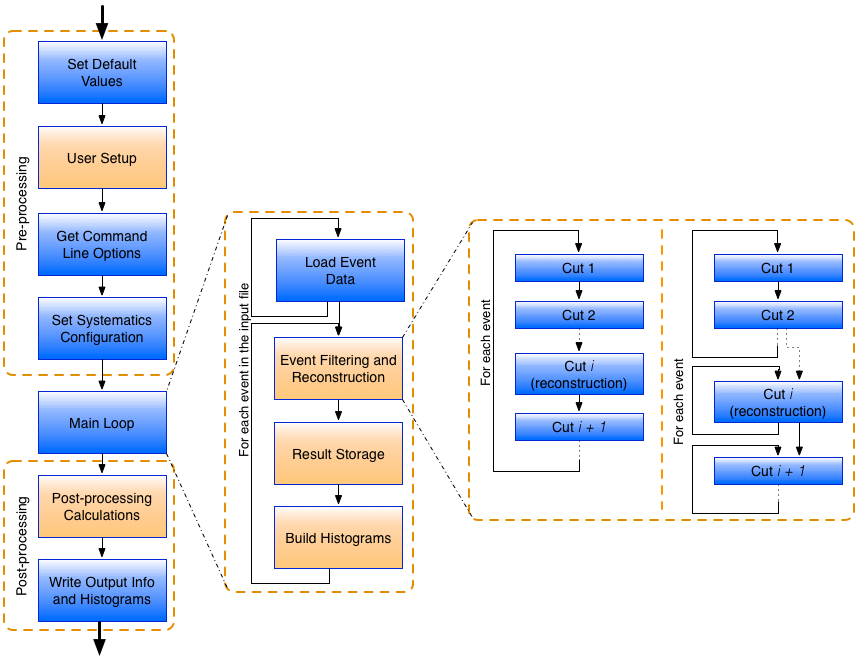 Pre-processing
Set Default
Values
User Setup
Get Command
Line Options
Set Systematics
Configuration
Main Loop
Post-processing
Post-processing
Calculations
Write Output Info
and Histograms
For each event in the input file
Load Event
Data
Event Filtering and
Reconstruction
Result Storage
Build Histograms
For each event
Cut 1
Cut 2
Cut i
(reconstruction)
Cut i + 1
For each event
Cut 1
Cut 2
Cut i
(reconstruction)
Cut i + 1